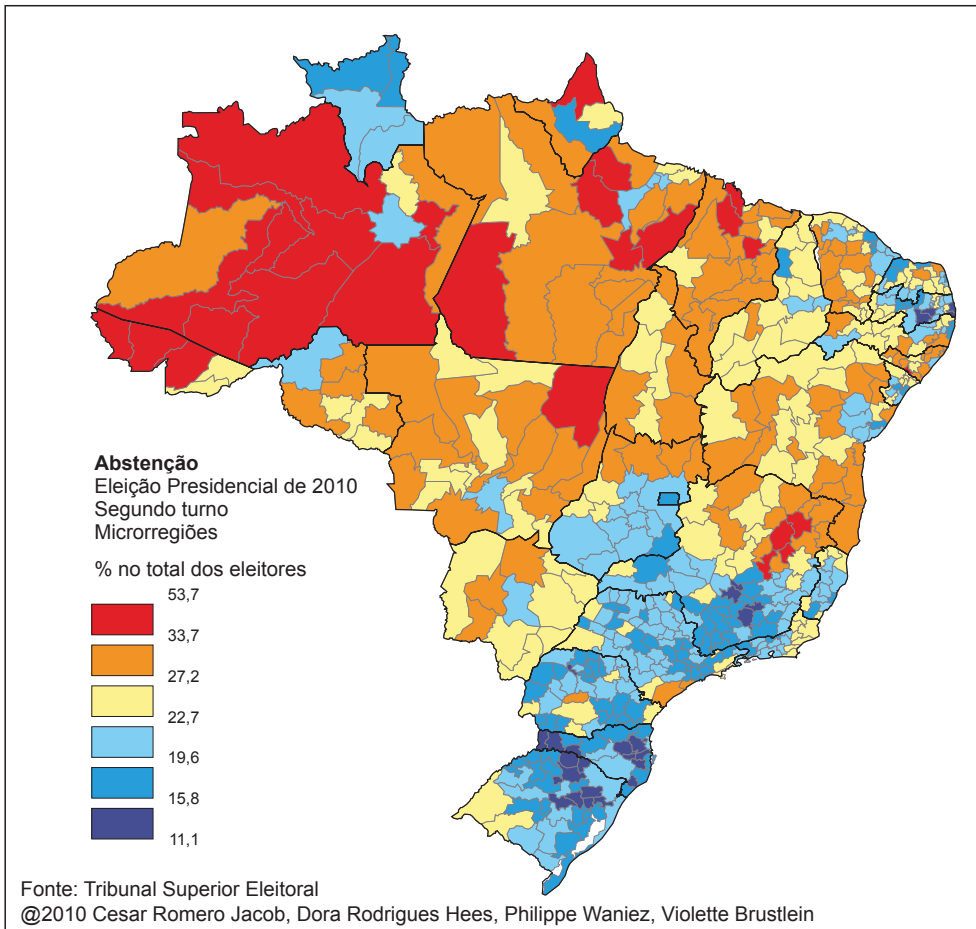 Abstenção
Eleição Presidencial de 2010
Segundo turno
Microrregiões
% no total dos eleitores
53,7
33,7
27,2
22,7
19,6
15,8
11,1
Fonte: Tribunal Superior Eleitoral
@2010 Cesar Romero Jacob, Dora Rodrigues Hees, Philippe Waniez, Violette Brustlein